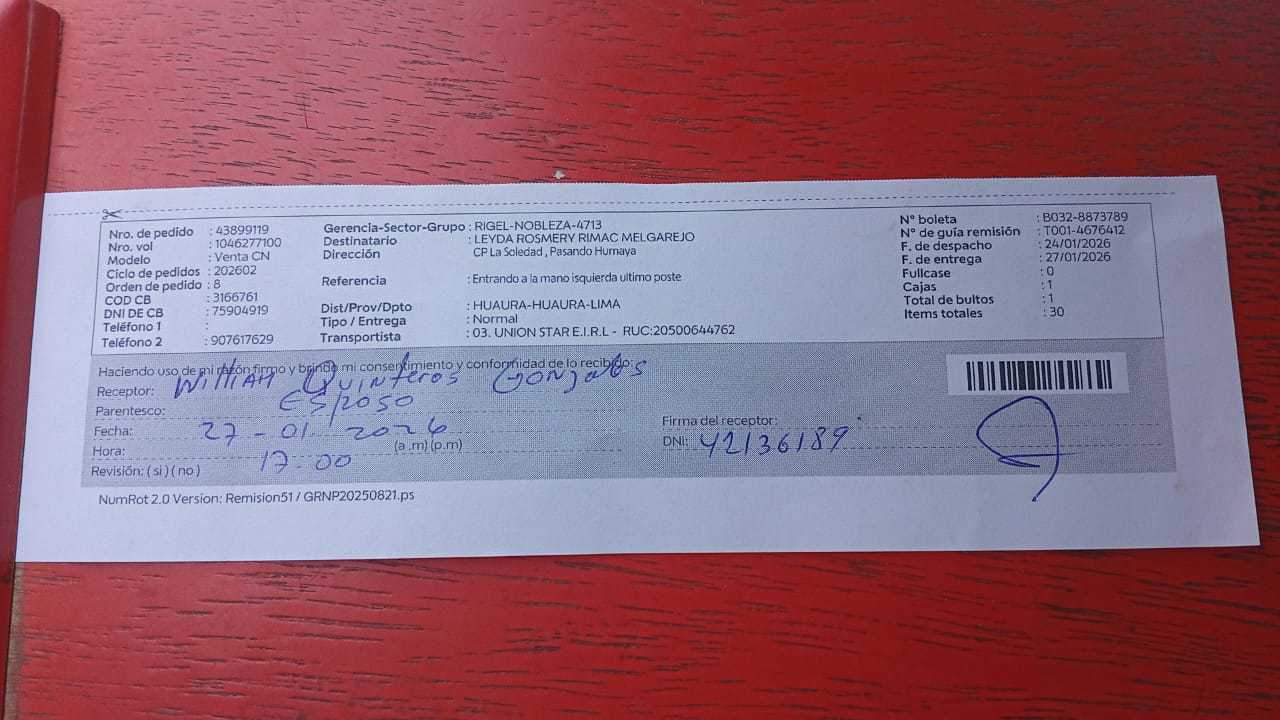 Nro. de pedido : 43899119
Nro. vol : 1046277100
Modelo : Venta CN
Ciclo de pedidos : 202602
Orden de pedido : 8
COD CB : 3166761
DNI DE CB : 75904919
Teléfono 1 :
Teléfono 2 : 907617629
Gerencia-Sector-Grupo : RIGEL-NOBLEZA-4713
Destinatario : LEYDA ROSMERY RIMAC MELGAREJO
Dirección CP La Soledad , Pasando Humaya
Referencia : Entrando a la mano isquierda ultimo poste
Dist/Prov/Dpto : HUAURA-HUAURA-LIMA
Tipo / Entrega : Normal
Transportista : 03. UNION STAR E.I.R.L - RUC:20500644762
N° boleta : B032-8873789
N° de guía remisión : T001-4676412
F. de despacho : 24/01/2026
F. de entrega : 27/01/2026
Fullcase : 0
Cajas : 1
Total de bultos : 1
Items totales : 30
Haciendo uso de mi razón firmo y brindo mi consentimiento y conformidad de lo recibido:
Receptor: William Quinteros Gonzales
Parentesco: ESPOSO
Fecha: 27-01 2026
Hora: 17:00 (a .m) (p.m)
Revisión: ( si ) ( no )
Firma del receptor:
DNI: 42136189
NumRot 2.0 Version: Remision51 / GRNP20250821.ps